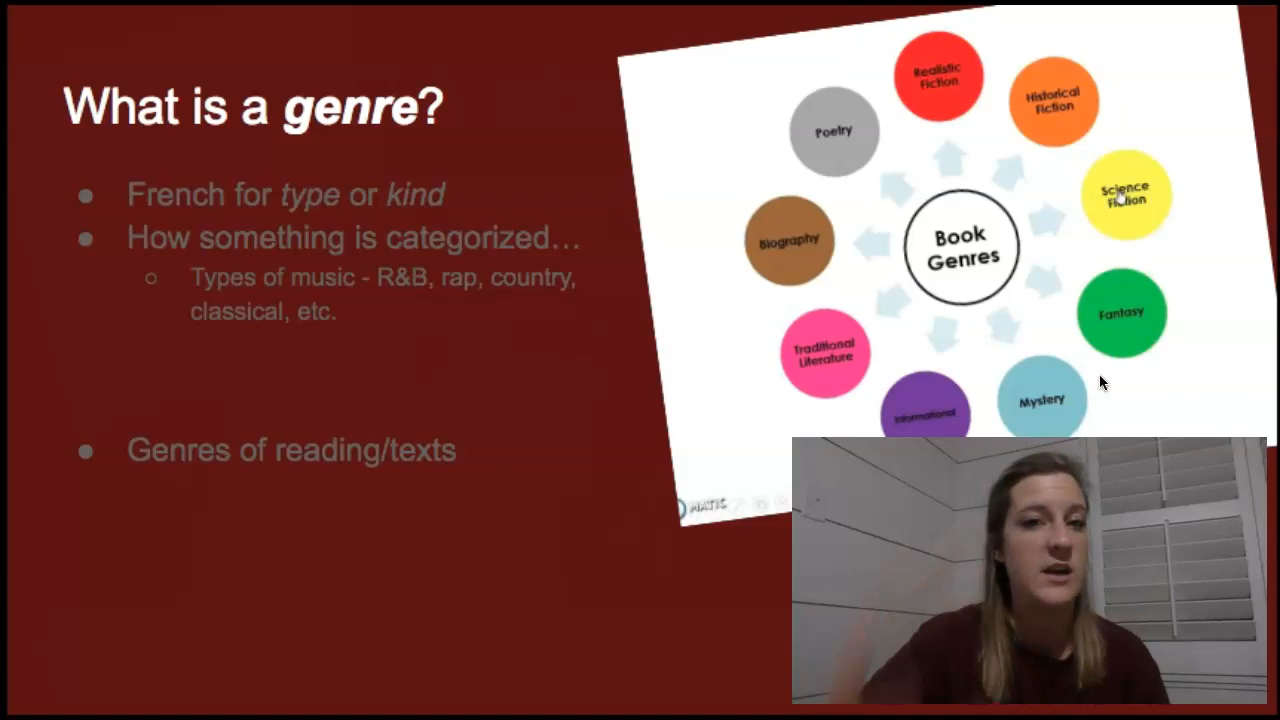 What is a genre?
● French for type or kind
● How something is categorized…
○ Types of music - R&B, rap, country,
classical, etc.
● Genres of reading/texts
Book
Genres
Realistic
Fiction
Historical
Fiction
Science
Fiction
Fantasy
Mystery
Informational
Traditional
Literature
Biography
Poetry
MATIC